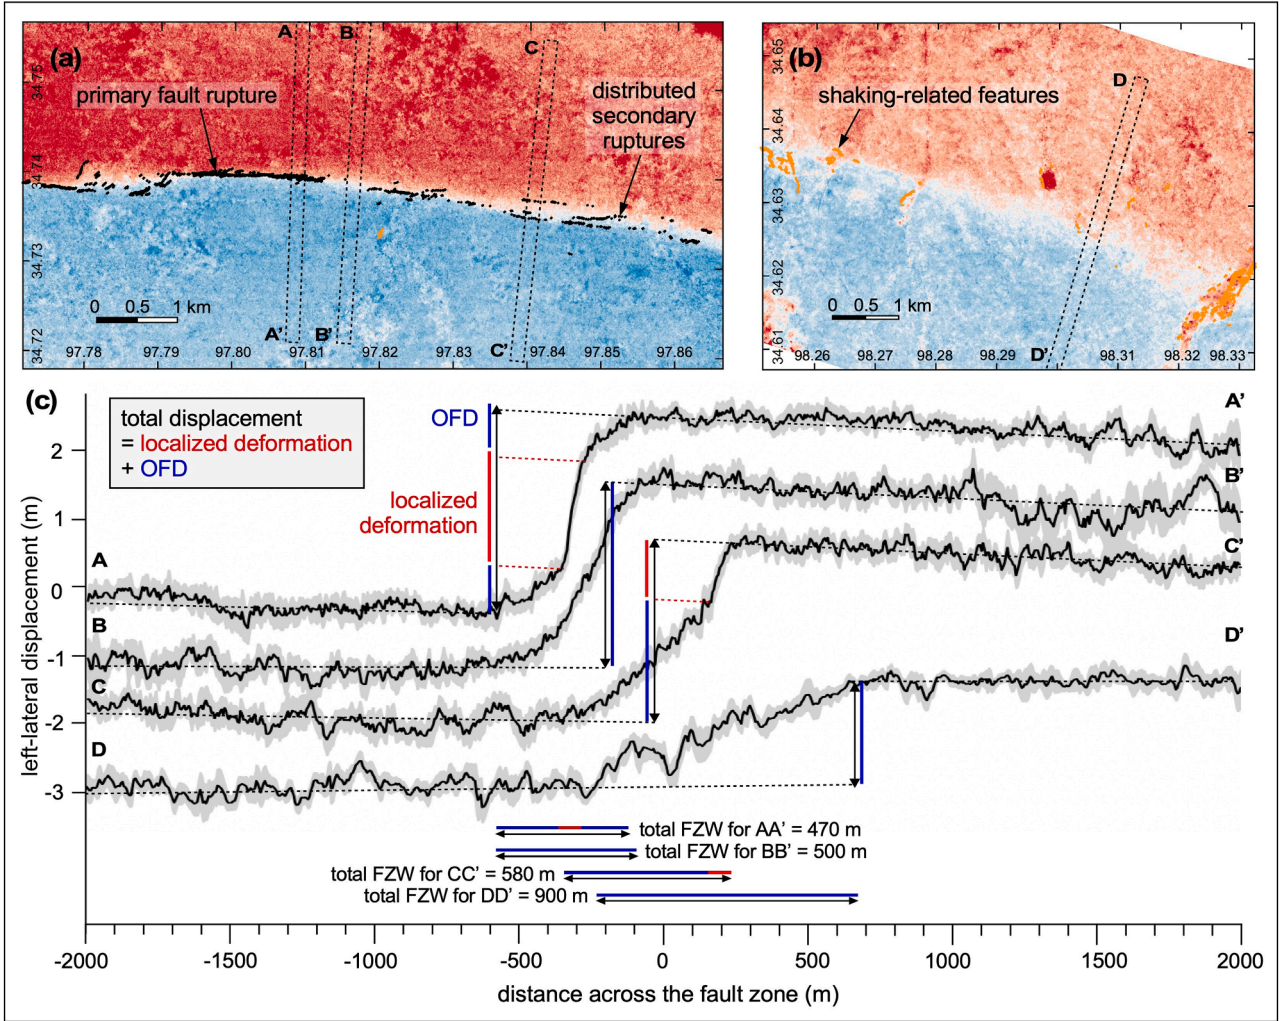 (a)
A
B
C
primary fault rupture
distributed
secondary
ruptures
34.75
34.74
34.73
34.72
0 0.5 1 km
A'
B'
C'
97.78 97.79 97.80 97.81 97.82 97.83 97.84 97.85 97.86
(b)
D
shaking-related features
34.65
34.64
34.63
34.62
34.61
0 0.5 1 km
D'
98.26 98.27 98.28 98.29 98.31 98.32 98.33
(c)
total displacement
= localized deformation
+ OFD
OFD
localized
deformation
A'
B'
C'
D'
A
B
C
D
left-lateral displacement (m)
2
1
0
-1
-2
-3
total FZW for AA' = 470 m
total FZW for BB' = 500 m
total FZW for CC' = 580 m
total FZW for DD' = 900 m
-2000 -1500 -1000 -500 0 500 1000 1500 2000
distance across the fault zone (m)